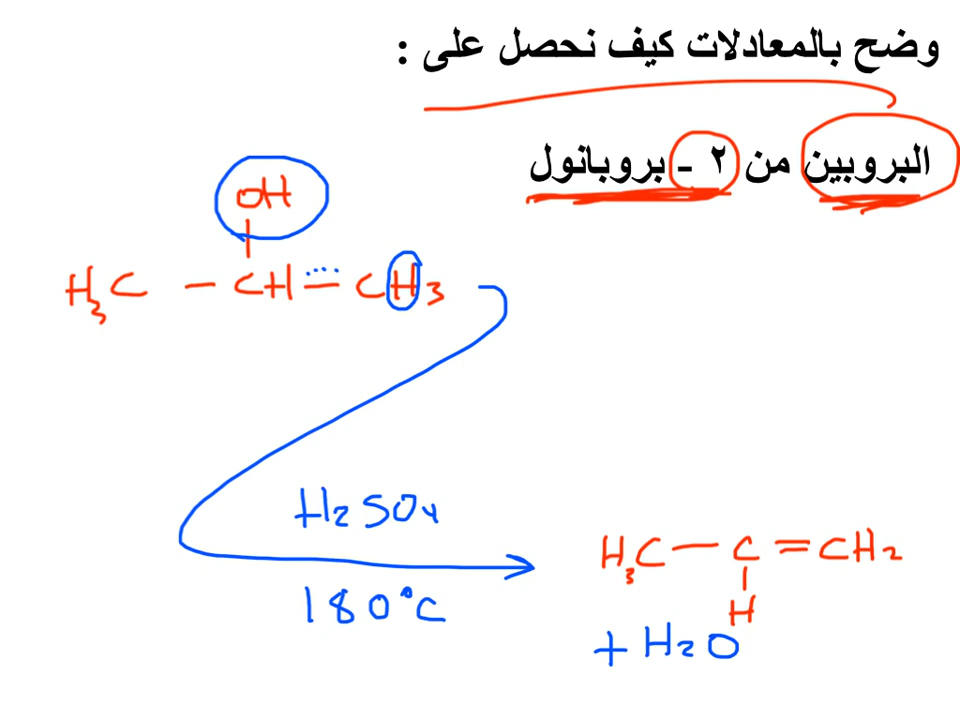 وضح بالمعادلات كيف نحصل على :
البروبين من ٢ - بروبانول
OH
H3C - CH - CH3
H2SO4
180°C
H3C - C = CH2
H
+ H2O